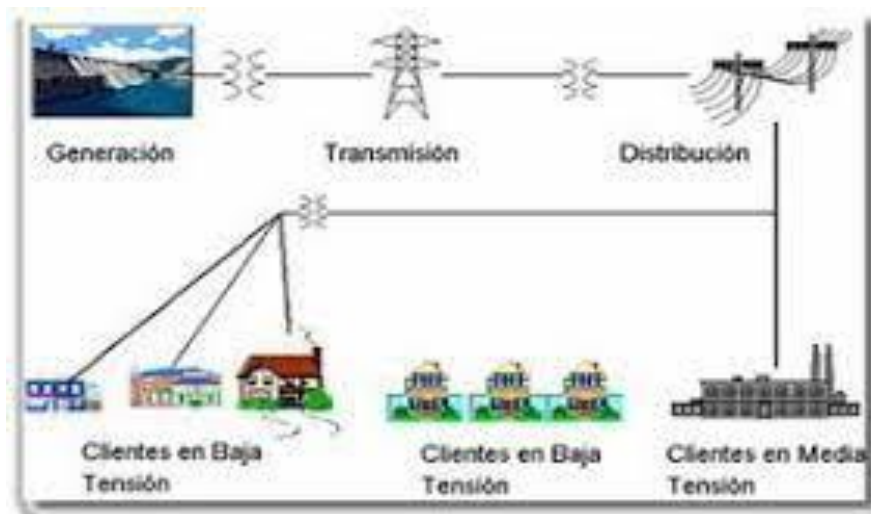 Generación
Transmisión
Distribución
Clientes en Baja
Tensión
Clientes en Baja
Tensión
Clientes en Media
Tensión